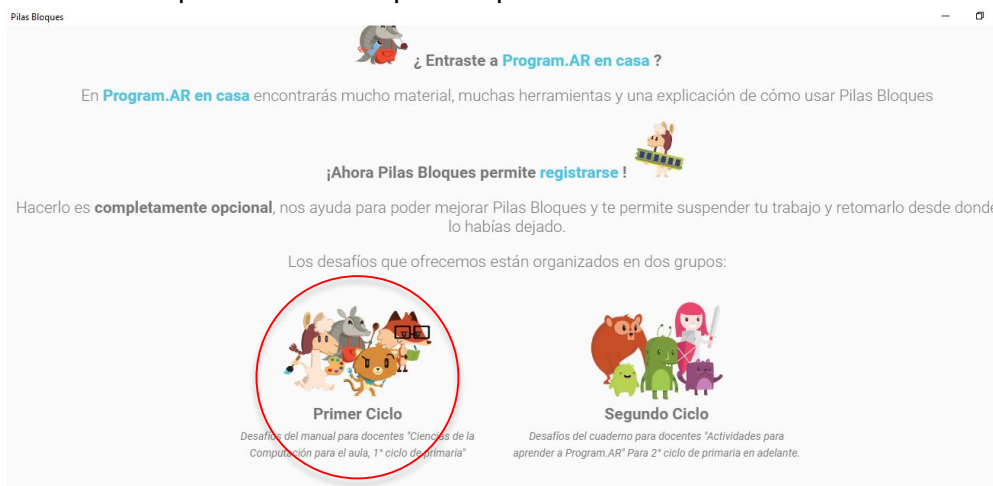 Pilas Bloques
¿ Entraste a Program.AR en casa ?
En Program.AR en casa encontrarás mucho material, muchas herramientas y una explicación de cómo usar Pilas Bloques
¡Ahora Pilas Bloques permite registrarse !
Hacerlo es completamente opcional, nos ayuda para poder mejorar Pilas Bloques y te permite suspender tu trabajo y retomarlo desde donde
lo habías dejado.
Los desafíos que ofrecemos están organizados en dos grupos:
Primer Ciclo
Desafíos del manual para docentes "Ciencias de la
Computación para el aula, 1° ciclo de primaria"
Segundo Ciclo
Desafíos del cuaderno para docentes "Actividades para
aprender a Program.AR" Para 2° ciclo de primaria en adelante.